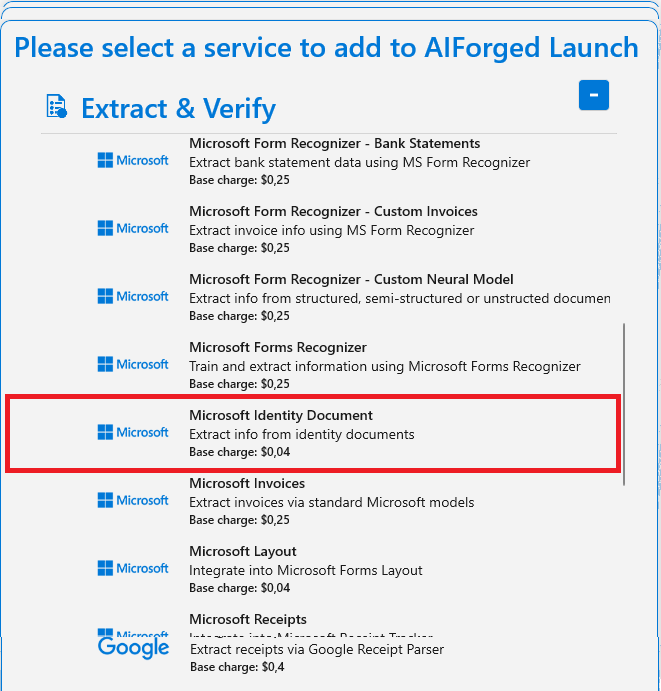 Please select a service to add to AIForged Launch
Extract & Verify
-
Microsoft Form Recognizer - Bank Statements
Microsoft
Extract bank statement data using MS Form Recognizer
Base charge: $0,25
Microsoft Form Recognizer - Custom Invoices
Microsoft
Extract invoice info using MS Form Recognizer
Base charge: $0,25
Microsoft Form Recognizer - Custom Neural Model
Microsoft
Extract info from structured, semi-structured or unstructed documen
Base charge: $0,25
Microsoft Forms Recognizer
Microsoft
Train and extract information using Microsoft Forms Recognizer
Base charge: $0,25
Microsoft Identity Document
Microsoft
Extract info from identity documents
Base charge: $0,04
Microsoft Invoices
Microsoft
Extract invoices via standard Microsoft models
Base charge: $0,25
Microsoft Layout
Microsoft
Integrate into Microsoft Forms Layout
Base charge: $0,04
Microsoft Receipts
Microsoft
Integrate into Microsoft Receipt Tracker
Google
Extract receipts via Google Receipt Parser
Base charge: $0,4